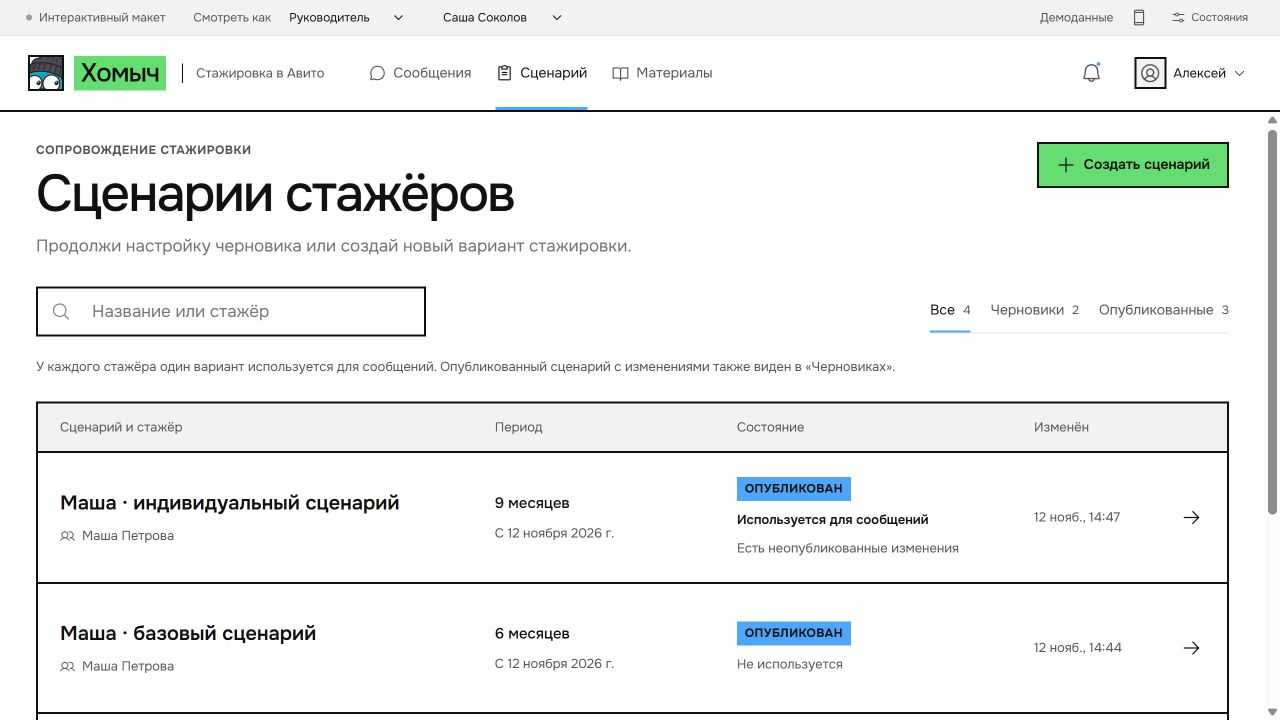 Интерактивный макет Смотреть как Руководитель Саша Соколов Демоданные Состояния
Хомыч Стажировка в Авито Сообщения Сценарий Материалы Алексей
СОПРОВОЖДЕНИЕ СТАЖИРОВКИ
Сценарии стажёров
Создать сценарий
Продолжи настройку черновика или создай новый вариант стажировки.
Название или стажёр
Все 4 Черновики 2 Опубликованные 3
У каждого стажёра один вариант используется для сообщений. Опубликованный сценарий с изменениями также виден в «Черновиках».
Сценарий и стажёр Период Состояние Изменён
Маша · индивидуальный сценарий
Маша Петрова
9 месяцев
С 12 ноября 2026 г.
ОПУБЛИКОВАН
Используется для сообщений
Есть неопубликованные изменения
12 нояб., 14:47
Маша · базовый сценарий
Маша Петрова
6 месяцев
С 12 ноября 2026 г.
ОПУБЛИКОВАН
Не используется
12 нояб., 14:44